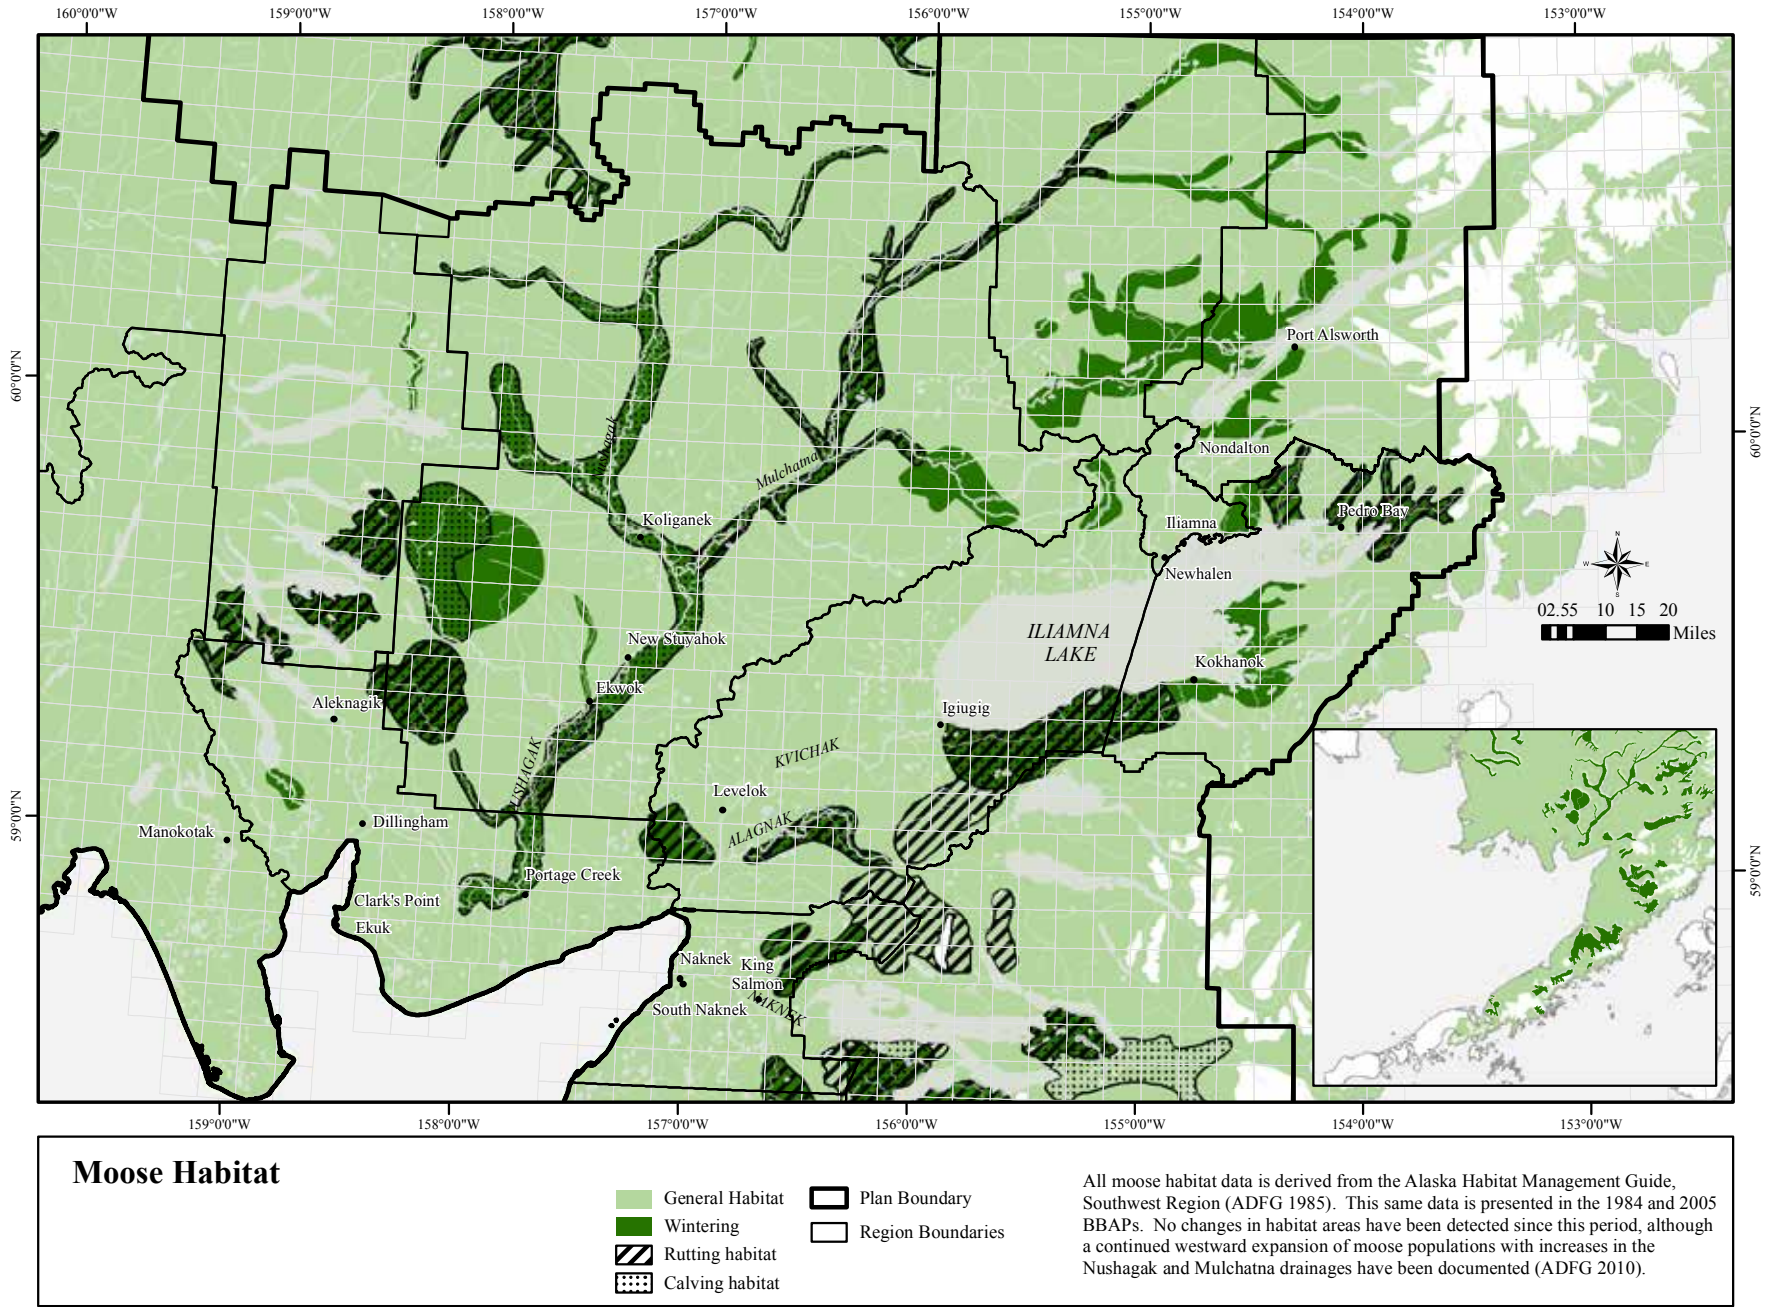 160°0'0"W
159°0'0"W
158°0'0"W
157°0'0"W
156°0'0"W
155°0'0"W
154°0'0"W
153°0'0"W
60°0'0"N
60°0'0"N
59°0'0"N
59°0'0"N
Port Alsworth
Nondalton
Mulchatna
Koliganek
Iliamna
Pedro Bay
Newhalen
N
W
E
S
02.55 10 15 20
Miles
ILIAMNA
LAKE
New Stuyahok
Kokhanok
Ekwok
Aleknagik
Igiugig
KVICHAK
Levelok
ALAGNAK
Dillingham
Manokotak
Portage Creek
Clark's Point
Ekuk
Naknek
King
Salmon
NAKNEK
South Naknek
159°0'0"W
158°0'0"W
157°0'0"W
156°0'0"W
155°0'0"W
154°0'0"W
153°0'0"W
Moose Habitat
General Habitat
Wintering
Rutting habitat
Calving habitat
Plan Boundary
Region Boundaries
All moose habitat data is derived from the Alaska Habitat Management Guide,
Southwest Region (ADFG 1985).  This same data is presented in the 1984 and 2005
BBAPs.  No changes in habitat areas have been detected since this period, although
a continued westward expansion of moose populations with increases in the
Nushagak and Mulchatna drainages have been documented (ADFG 2010).